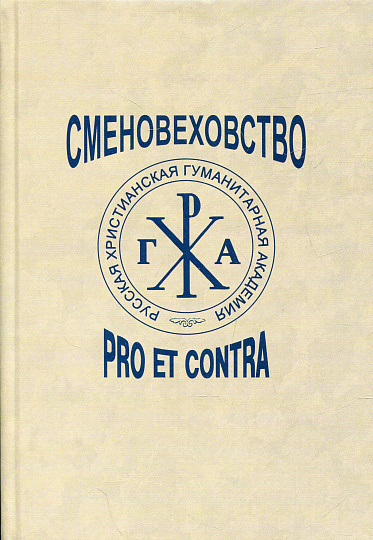 СМЕНОВЕХОВСТВО
РУССКАЯ ХРИСТИАНСКАЯ ГУМАНИТАРНАЯ АКАДЕМИЯ
Р
Г Х А
PRO ET CONTRA